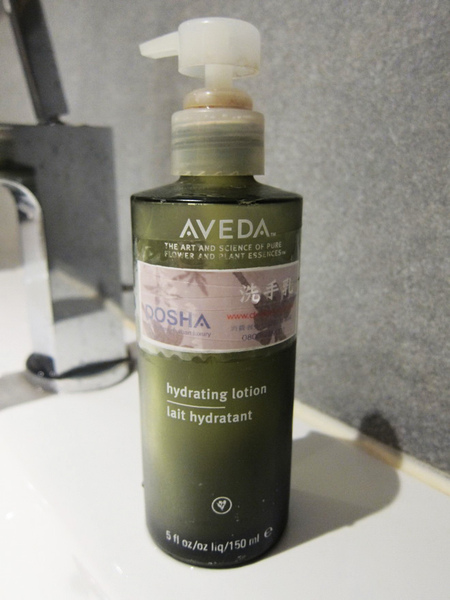 AVEDA
THE ART AND SCIENCE OF PURE
FLOWER AND PLANT ESSENCES
洗手乳
OOSHA
hydrating lotion
lait hydratant
5 fl oz/oz liq/150 ml ℮